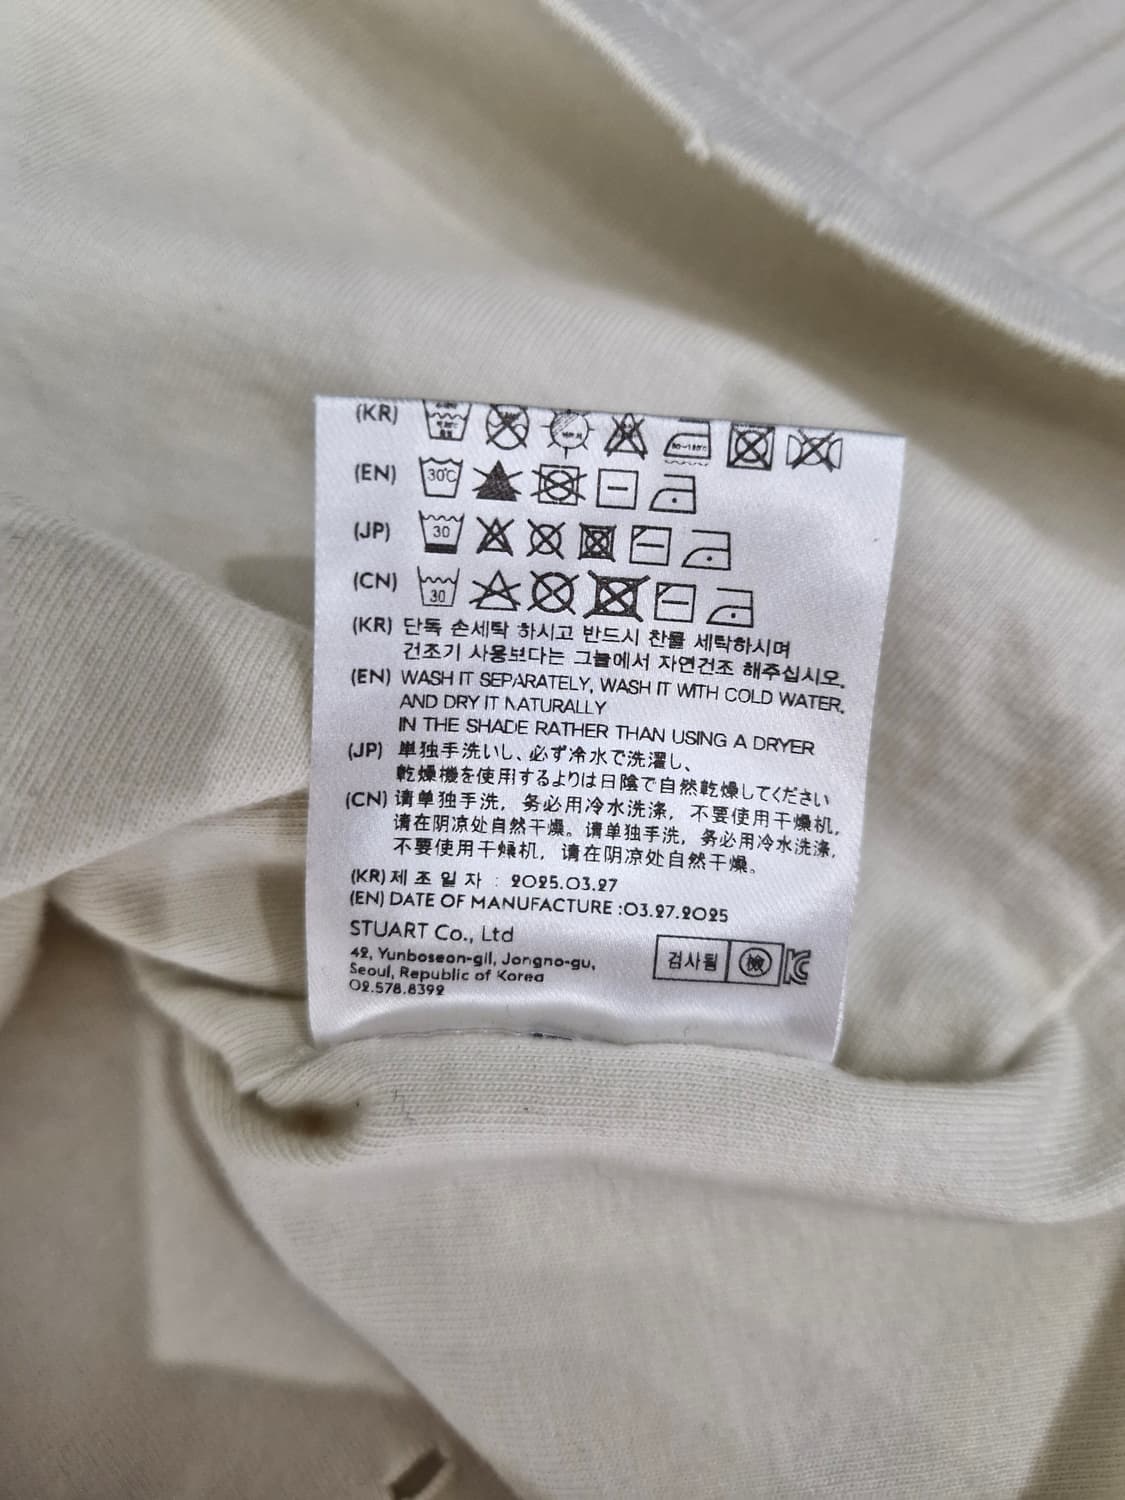 (KR)
(EN) 30℃
(JP) 30
(CN) 30
(KR) 단독 손세탁 하시고 반드시 찬물 세탁하시며
건조기 사용보다는 그늘에서 자연건조 해주십시오.
(EN) WASH IT SEPARATELY, WASH IT WITH COLD WATER,
AND DRY IT NATURALLY
IN THE SHADE RATHER THAN USING A DRYER
(JP) 単独手洗いし、必ず冷水で洗濯し、
乾燥機を使用するよりは日陰で自然乾燥してください
(CN) 请单独手洗，务必用冷水洗涤，不要使用干燥机，
请在阴凉处自然干燥。请单独手洗，务必用冷水洗涤，
不要使用干燥机，请在阴凉处自然干燥。
(KR) 제 조 일 자 : 2025.03.27
(EN) DATE OF MANUFACTURE :03.27.2025
STUART Co., Ltd
42, Yunboseon-gil, Jongno-gu,
Seoul, Republic of Korea
02.578.8392
검사됨 檢 KC